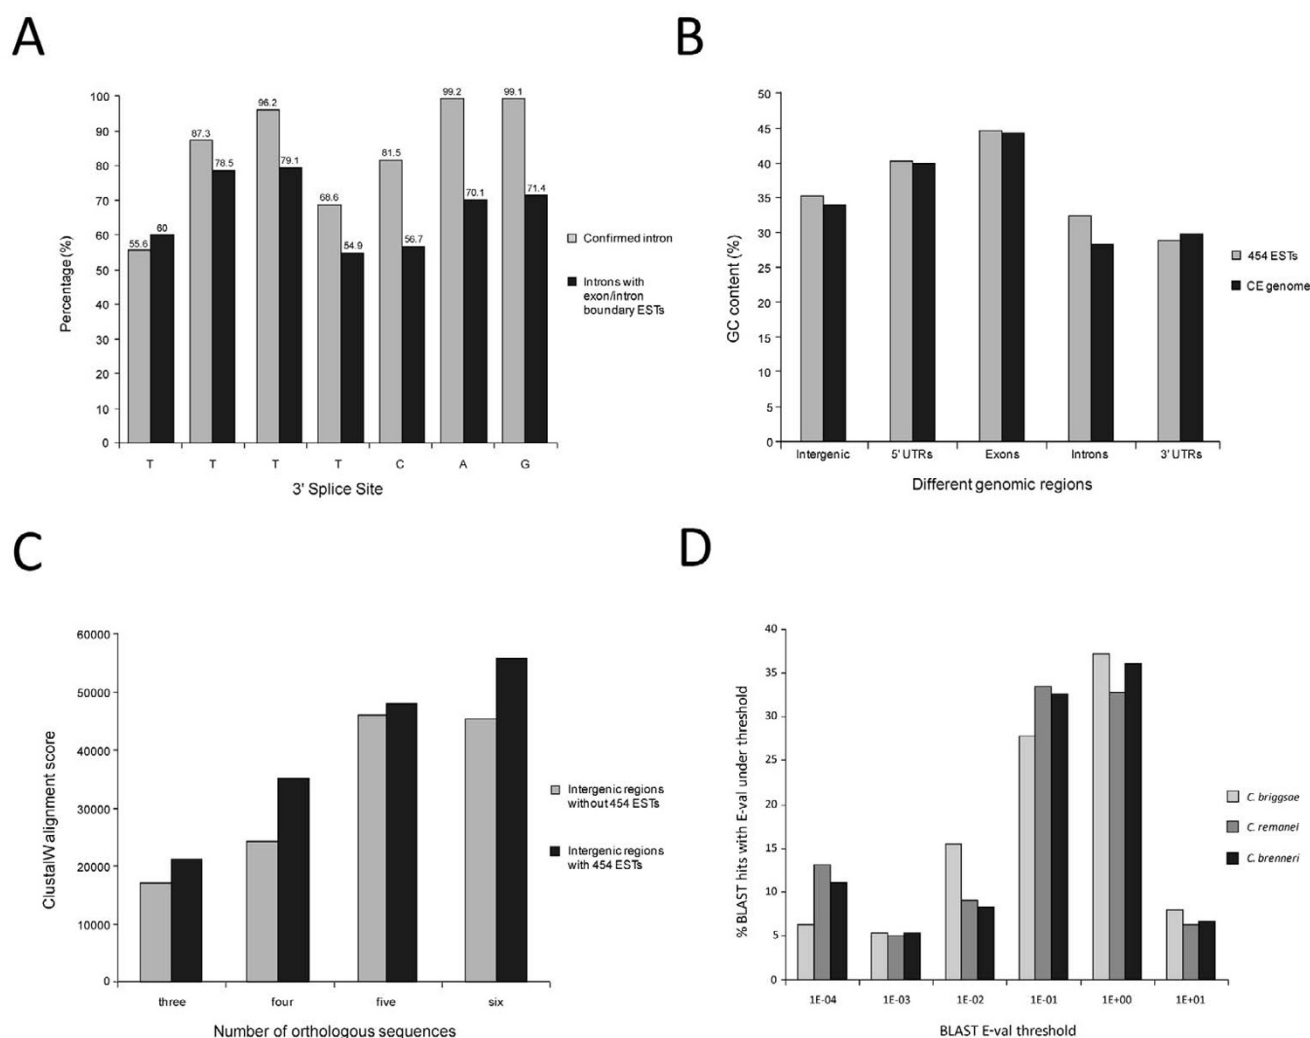 A
100
90
80
70
60
50
40
30
20
10
0
Percentage (%)
55.6
60
87.3
78.5
96.2
79.1
68.6
54.9
81.5
56.7
99.2
70.1
99.1
71.4
T
T
T
T
C
A
G
3' Splice Site
Confirmed intron
Introns with
exon/intron
boundary ESTs
B
50
45
40
35
30
25
20
15
10
5
0
GC content (%)
Intergenic
5' UTRs
Exons
Introns
3' UTRs
Different genomic regions
454 ESTs
CE genome
C
60000
50000
40000
30000
20000
10000
0
ClustalW alignment score
three
four
five
six
Number of orthologous sequences
Intergenic regions
without 454 ESTs
Intergenic regions
with 454 ESTs
D
40
35
30
25
20
15
10
5
0
% BLAST hits with E-val under threshold
1E-04
1E-03
1E-02
1E-01
1E+00
1E+01
BLAST E-val threshold
C. briggsae
C. remanei
C. brenneri